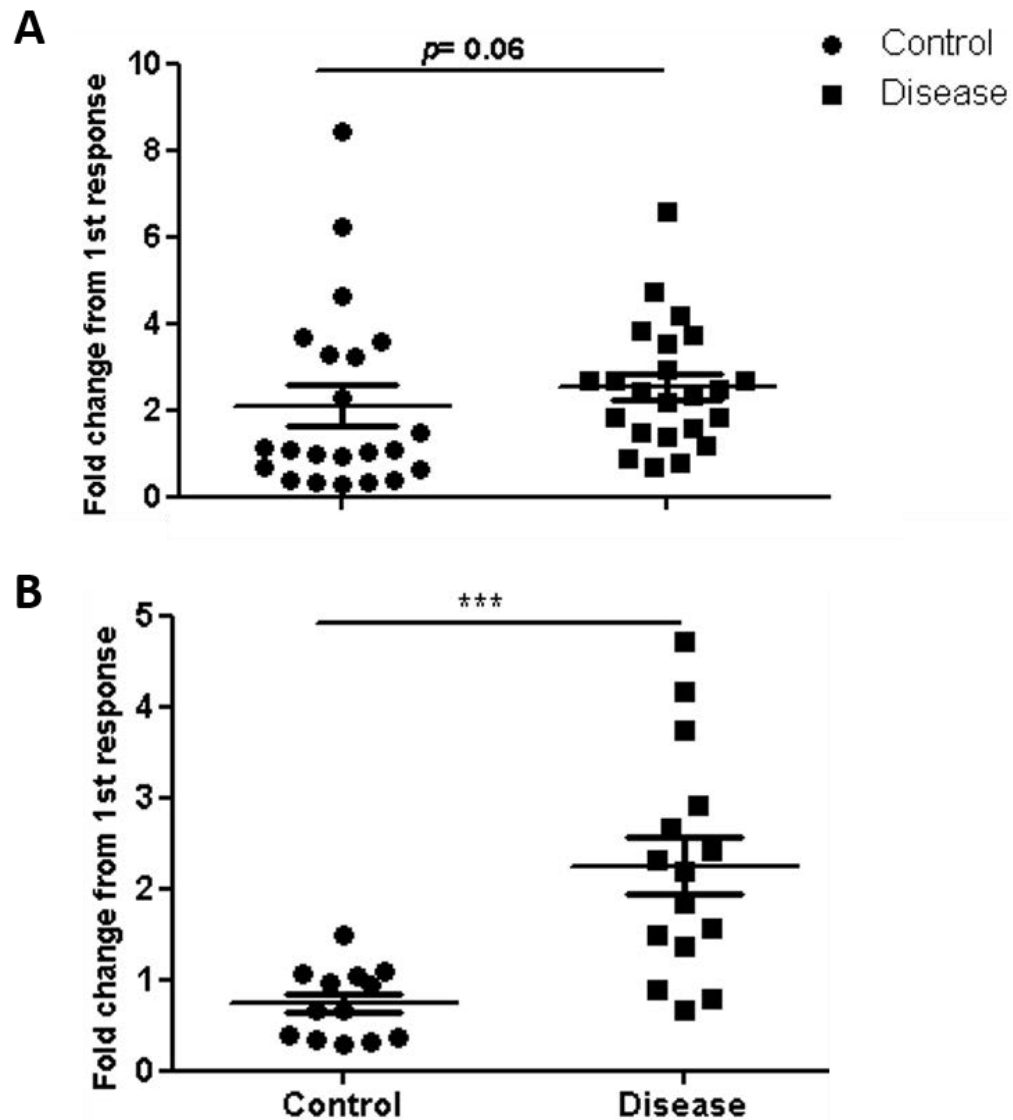 A
p= 0.06
Control
Disease
Fold change from 1st response
10
8
6
4
2
0
B
***
Fold change from 1st response
5
4
3
2
1
0
Control
Disease